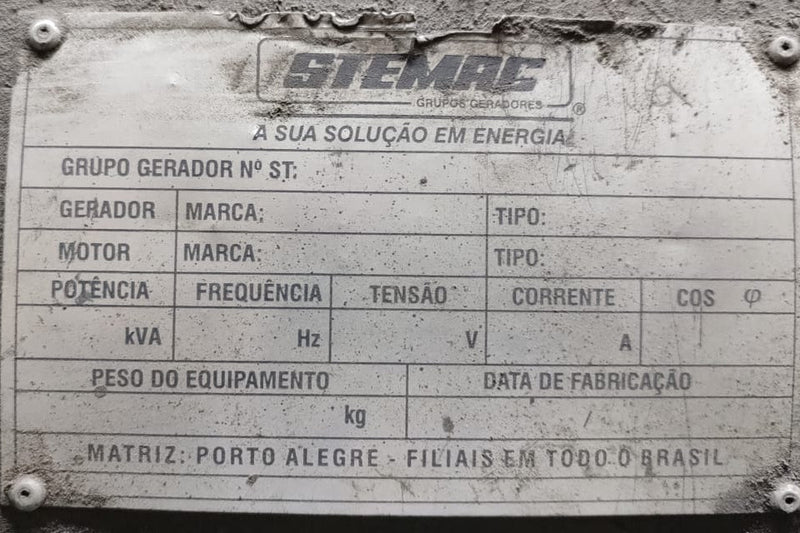 STEMAC
GRUPOS GERADORES
®
A SUA SOLUÇÃO EM ENERGIA
GRUPO GERADOR Nº ST:
GERADOR MARCA: TIPO:
MOTOR MARCA: TIPO:
POTÊNCIA FREQUÊNCIA TENSÃO CORRENTE COS φ
kVA Hz V A
PESO DO EQUIPAMENTO DATA DE FABRICAÇÃO
kg /
MATRIZ: PORTO ALEGRE - FILIAIS EM TODO O BRASIL